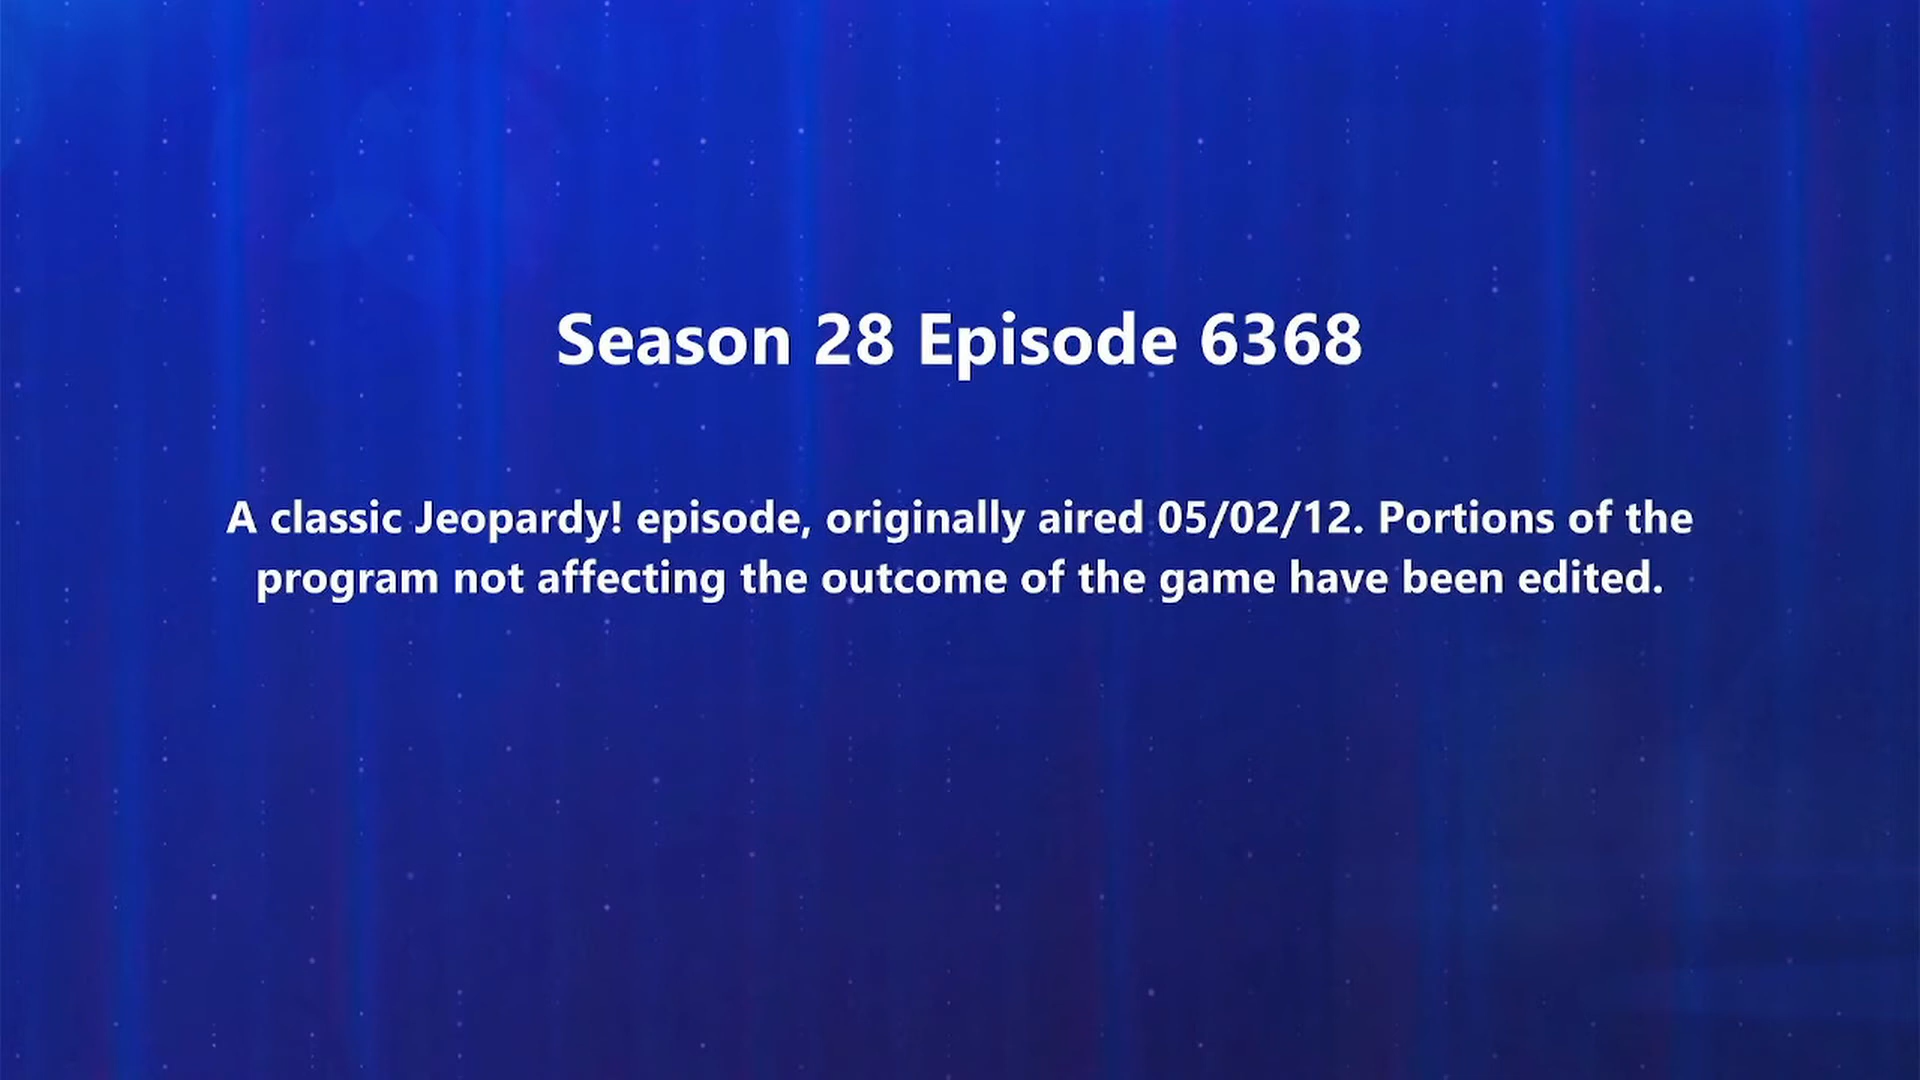 Season 28 Episode 6368
A classic Jeopardy! episode, originally aired 05/02/12. Portions of the
program not affecting the outcome of the game have been edited.